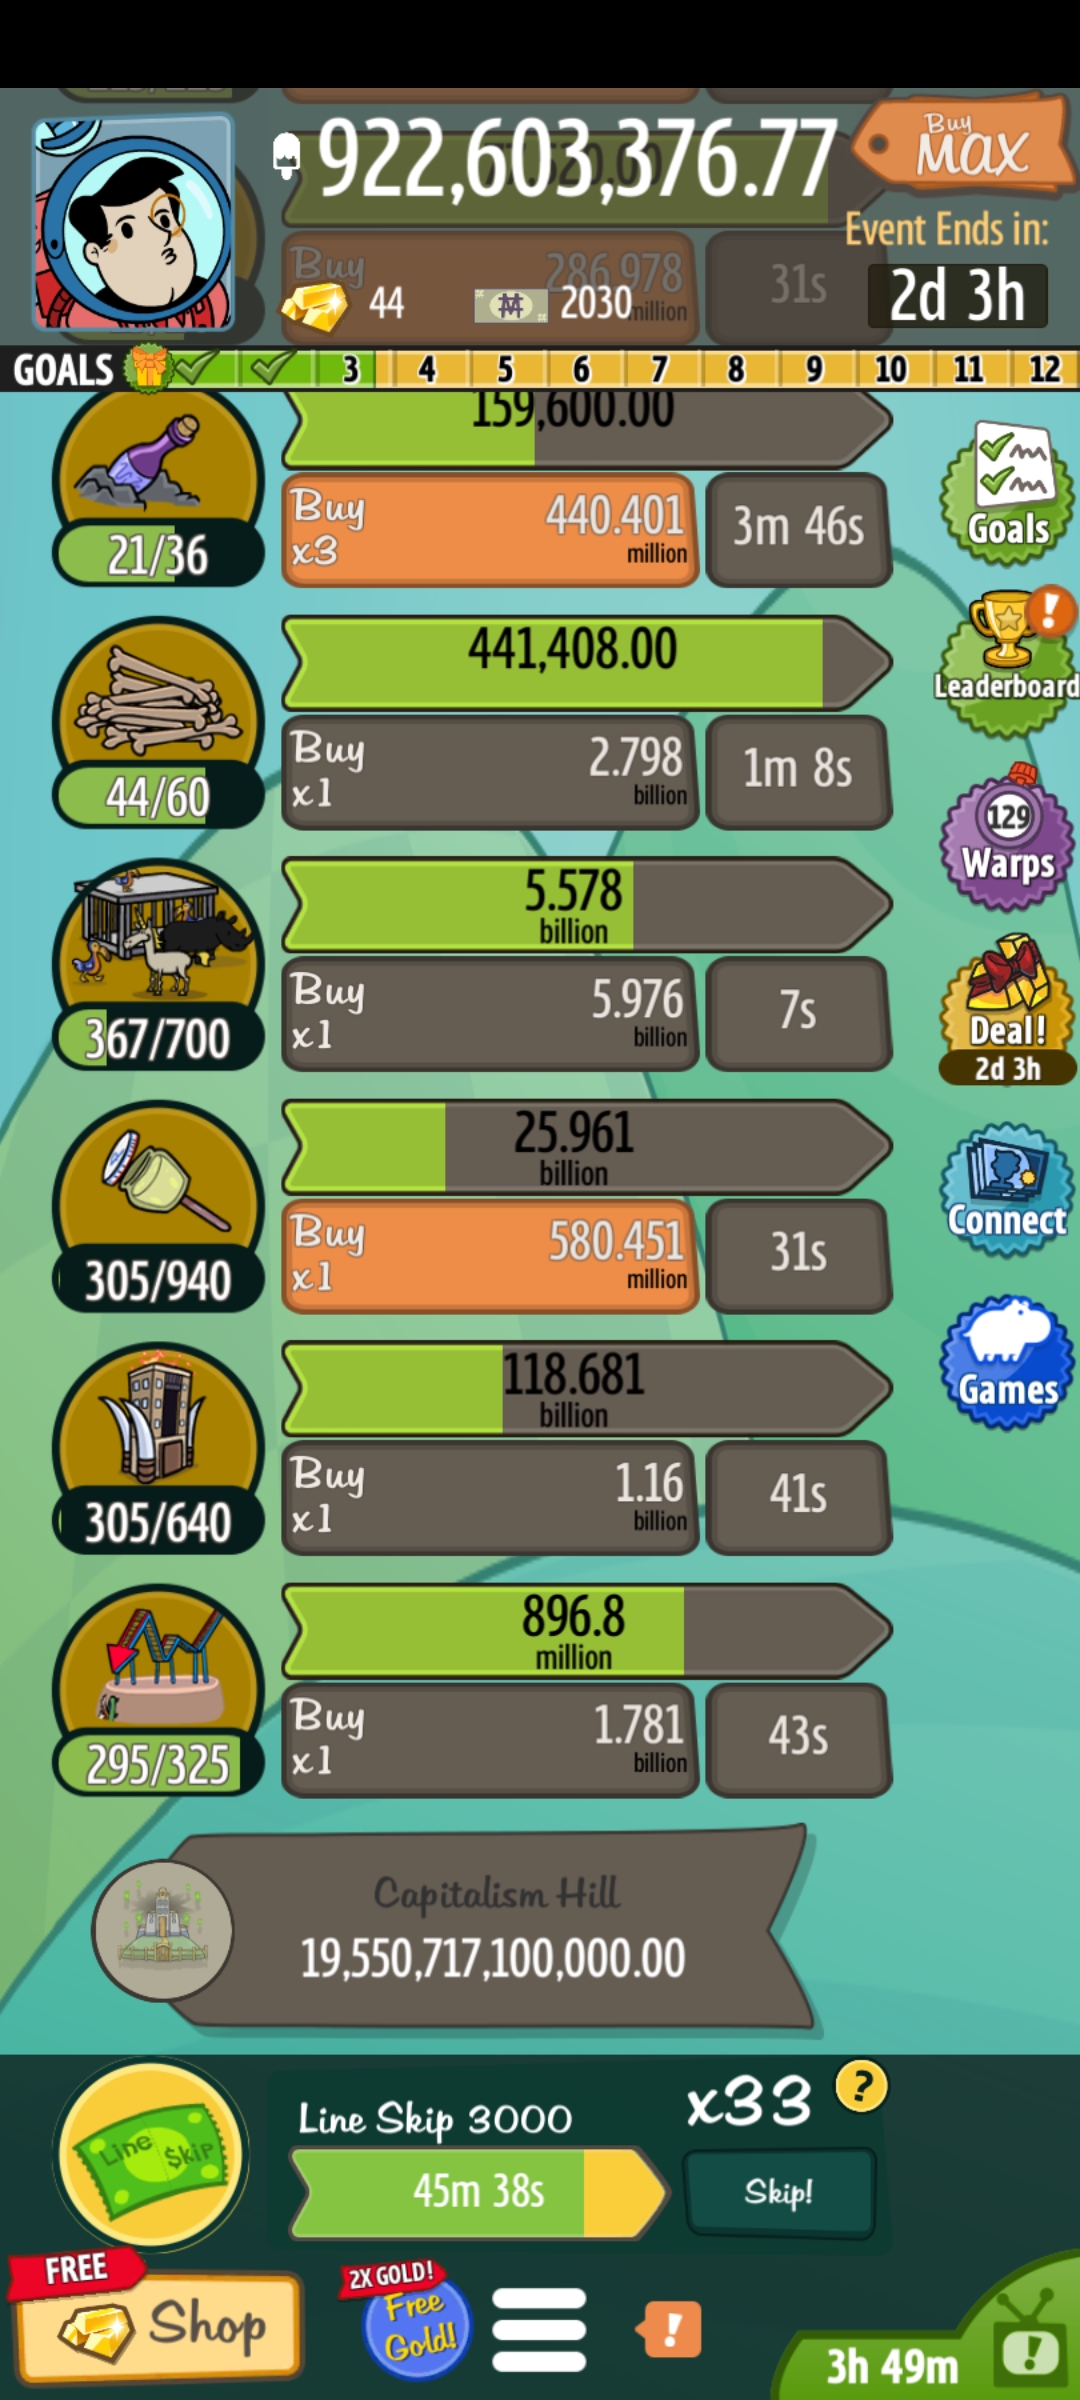 922,603,376.77
Buy
MAX
Event Ends in:
2d 3h
Buy
286.978
million
31s
44
2030
GOALS
3
4
5
6
7
8
9
10
11
12
159,600.00
21/36
Buy
x3
440.401
million
3m 46s
Goals
441,408.00
44/60
Buy
x1
2.798
billion
1m 8s
Leaderboard
129
Warps
5.578
billion
367/700
Buy
x1
5.976
billion
7s
Deal!
2d 3h
25.961
billion
305/940
Buy
x1
580.451
million
31s
Connect
118.681
billion
305/640
Buy
x1
1.16
billion
41s
Games
896.8
million
295/325
Buy
x1
1.781
billion
43s
Capitalism Hill
19,550,717,100,000.00
Line $kip
Line Skip 3000
x33
?
45m 38s
Skip!
FREE
Shop
2X GOLD!
Free
Gold!
!
3h 49m
!